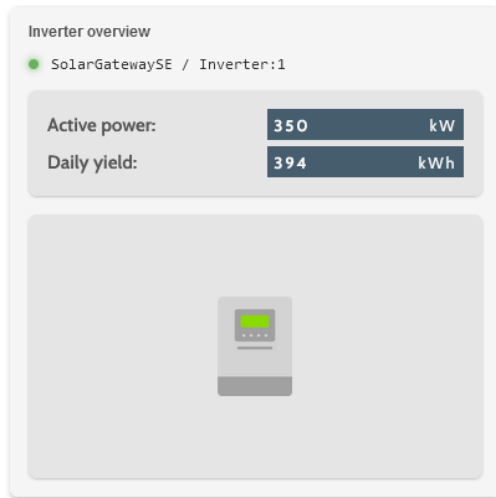 Inverter overview
SolarGatewaySE / Inverter:1
Active power: 350 kW
Daily yield: 394 kWh